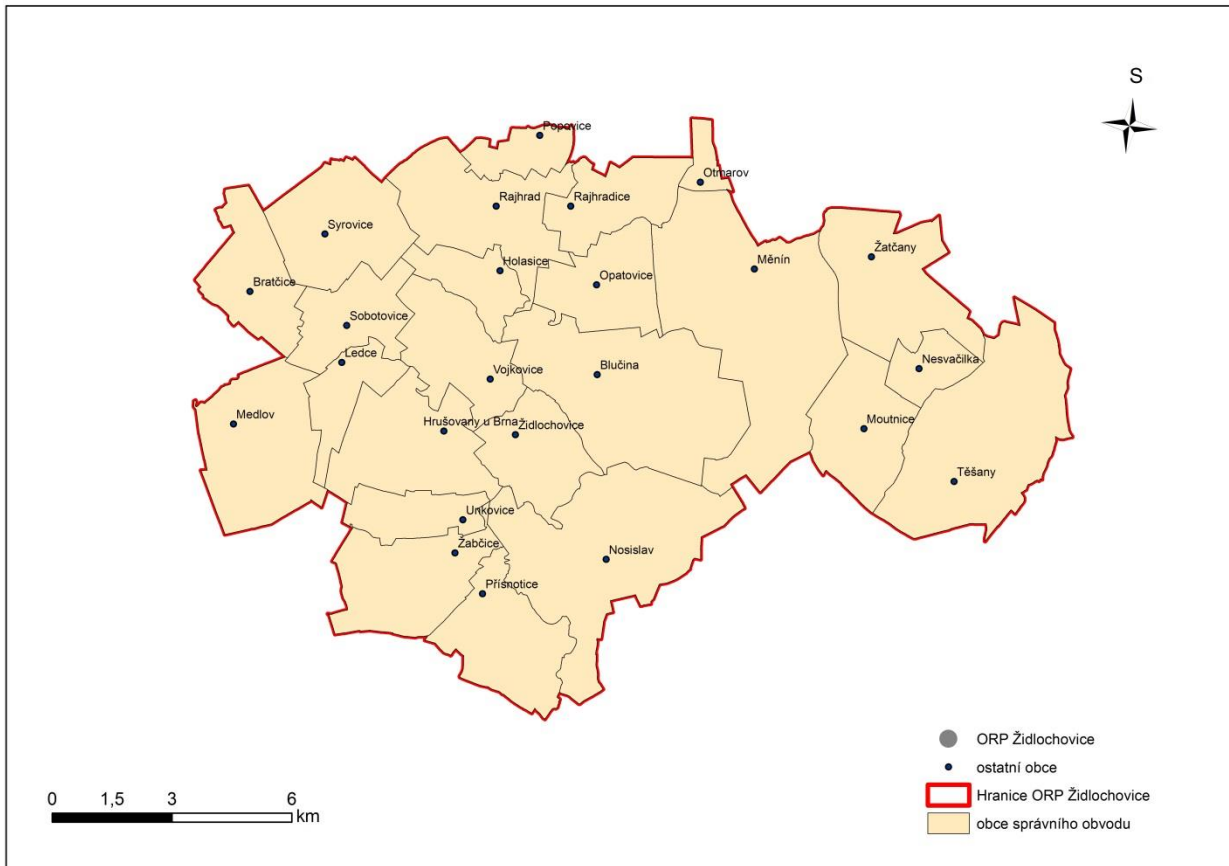 S
Popovice
Otmarov
Rajhrad
Rajhradice
Syrovice
Žatčany
Holasice
Měnín
Opatovice
Bratčice
Sobotovice
Ledce
Nesvačilka
Vojkovice
Blučina
Medlov
Hrušovany u Brna
Židlochovice
Moutnice
Těšany
Unkovice
Žabčice
Nosislav
Přísnotice
ORP Židlochovice
ostatní obce
Hranice ORP Židlochovice
obce správního obvodu
0 1,5 3 6
km